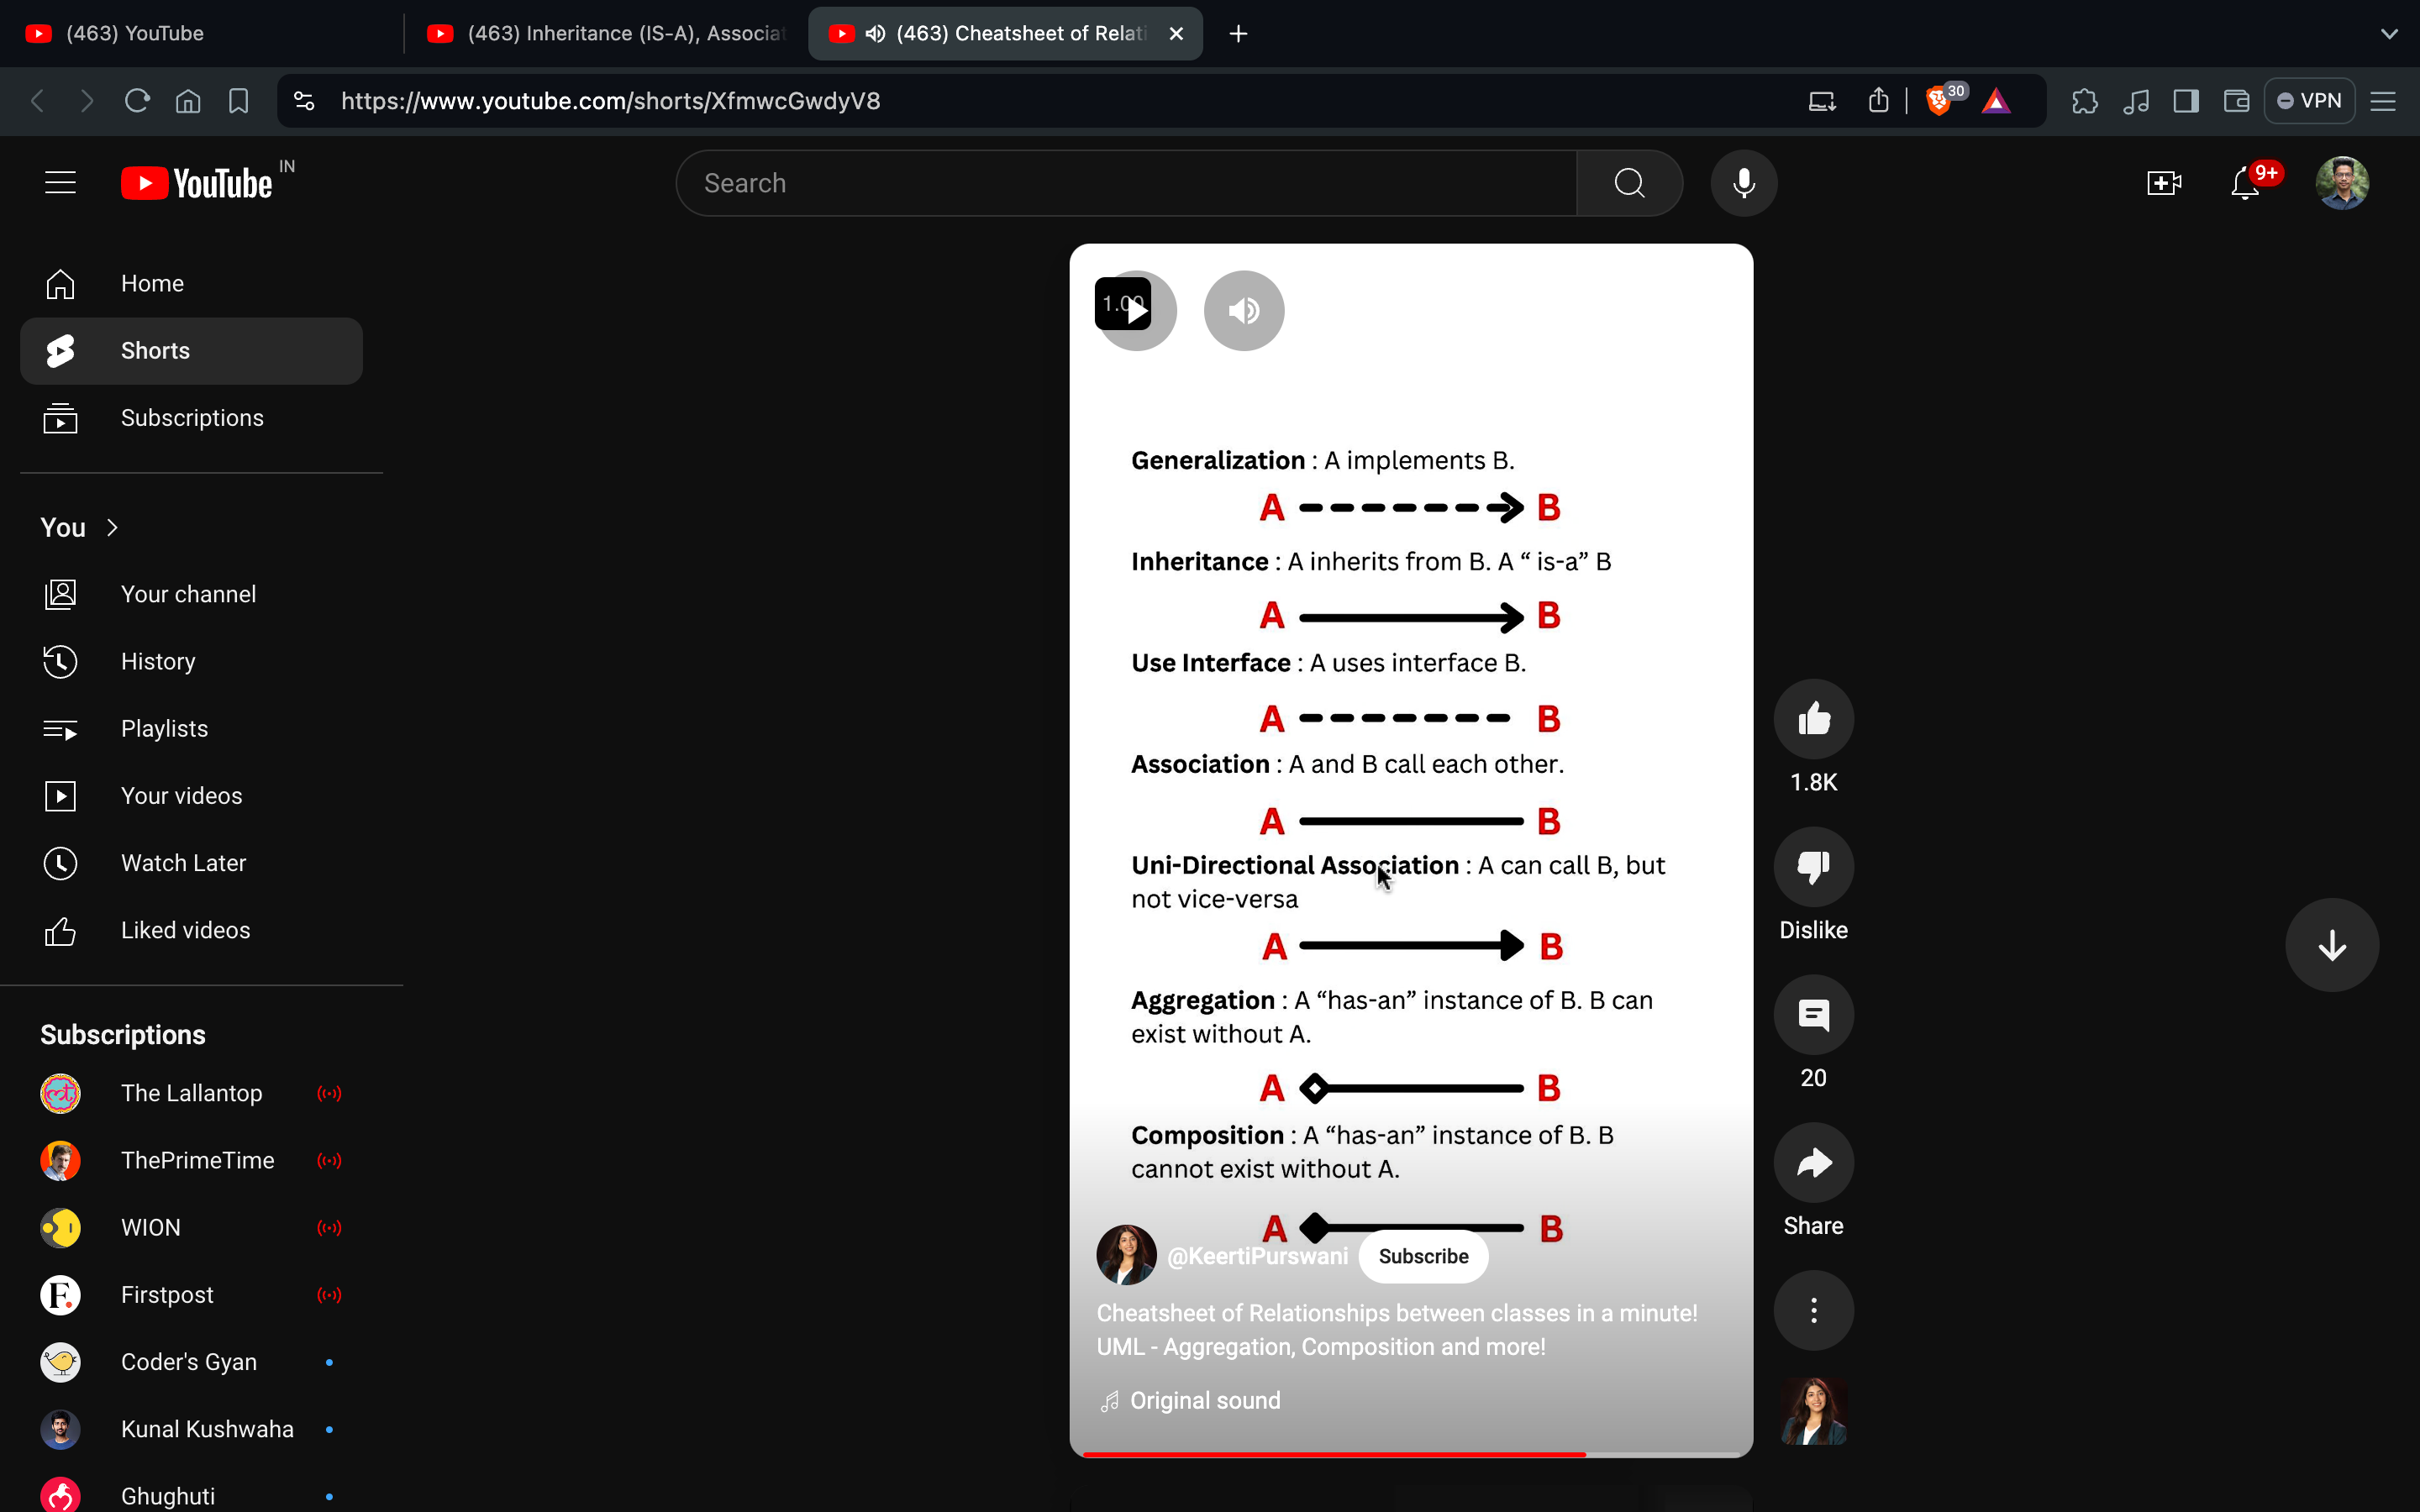 (463) YouTube
(463) Inheritance (IS-A), Associat
(463) Cheatsheet of Relati
https://www.youtube.com/shorts/XfmwcGwdyV8
30
VPN
YouTube IN
Search
9+
Home
Shorts
Subscriptions
You
Your channel
History
Playlists
Your videos
Watch Later
Liked videos
Subscriptions
The Lallantop
ThePrimeTime
WION
Firstpost
Coder's Gyan
Kunal Kushwaha
Ghughuti
1.00
Generalization : A implements B.
A B
Inheritance : A inherits from B. A “ is-a” B
A B
Use Interface : A uses interface B.
A B
Association : A and B call each other.
A B
Uni-Directional Association : A can call B, but
not vice-versa
A B
Aggregation : A “has-an” instance of B. B can
exist without A.
A B
Composition : A “has-an” instance of B. B
cannot exist without A.
A B
@KeertiPurswani Subscribe
Cheatsheet of Relationships between classes in a minute!
UML - Aggregation, Composition and more!
Original sound
1.8K
Dislike
20
Share